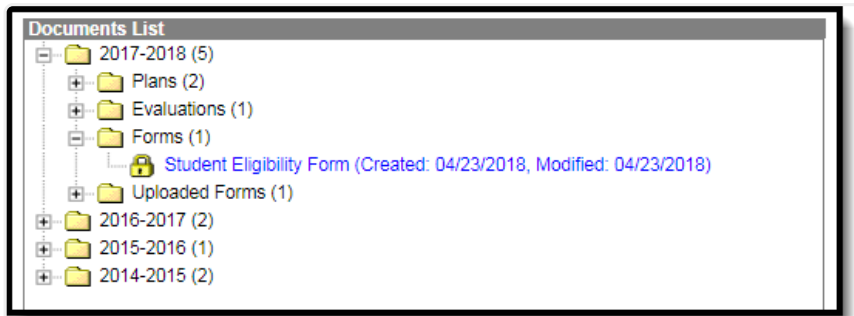 Documents List
2017-2018 (5)
Plans (2)
Evaluations (1)
Forms (1)
Student Eligibility Form (Created: 04/23/2018, Modified: 04/23/2018)
Uploaded Forms (1)
2016-2017 (2)
2015-2016 (1)
2014-2015 (2)